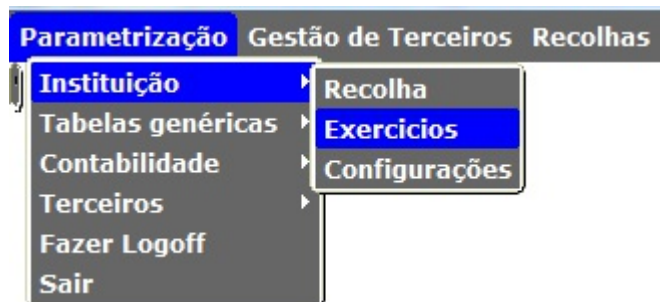 Parametrização Gestão de Terceiros Recolhas
Instituição
Tabelas genéricas
Contabilidade
Terceiros
Fazer Logoff
Sair
Recolha
Exercicios
Configurações